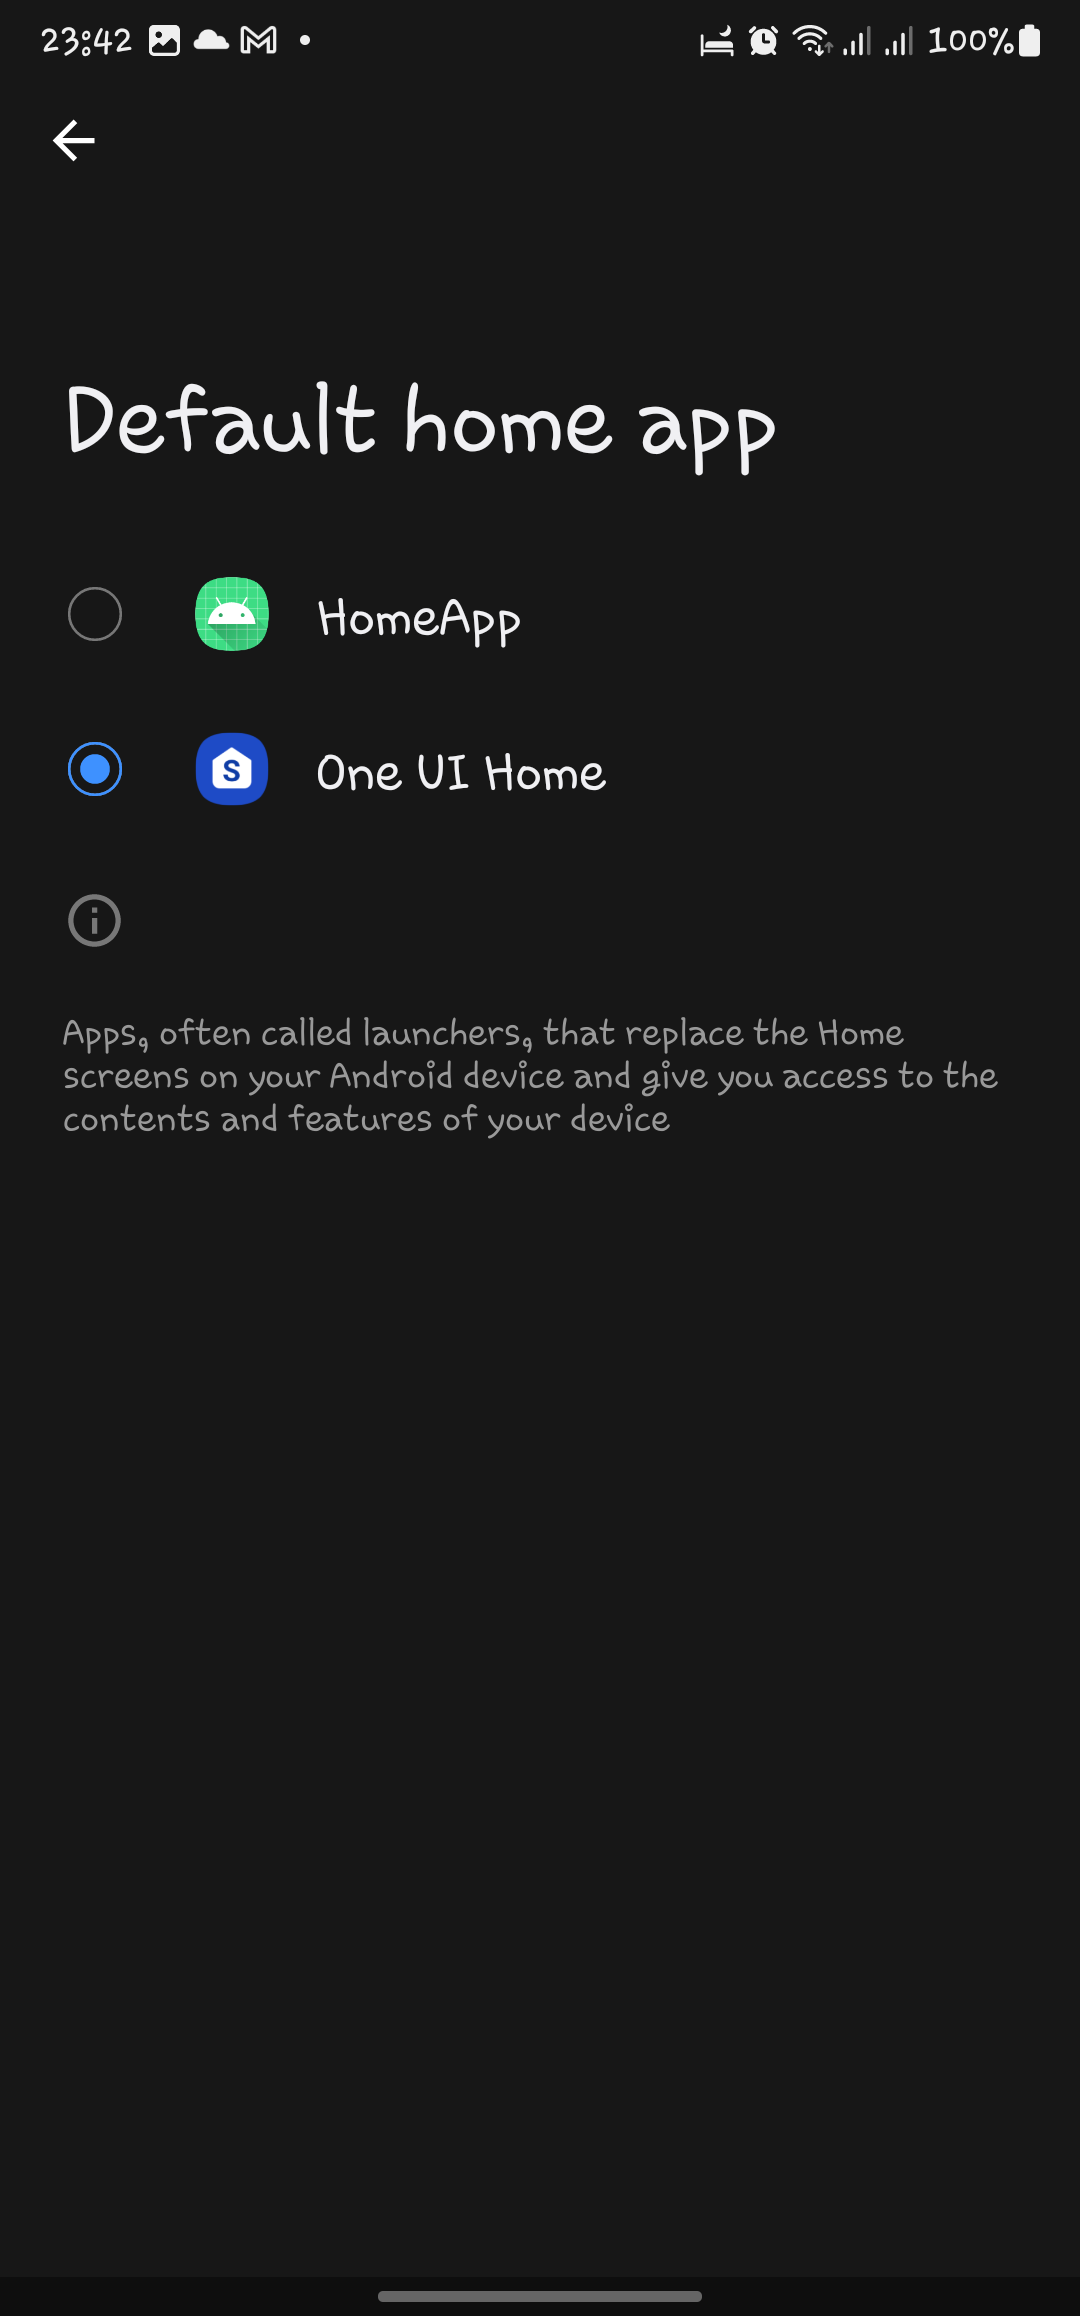 23:42
100%
Default home app
HomeApp
S
One UI Home
Apps, often called launchers, that replace the Home
screens on your Android device and give you access to the
contents and features of your device